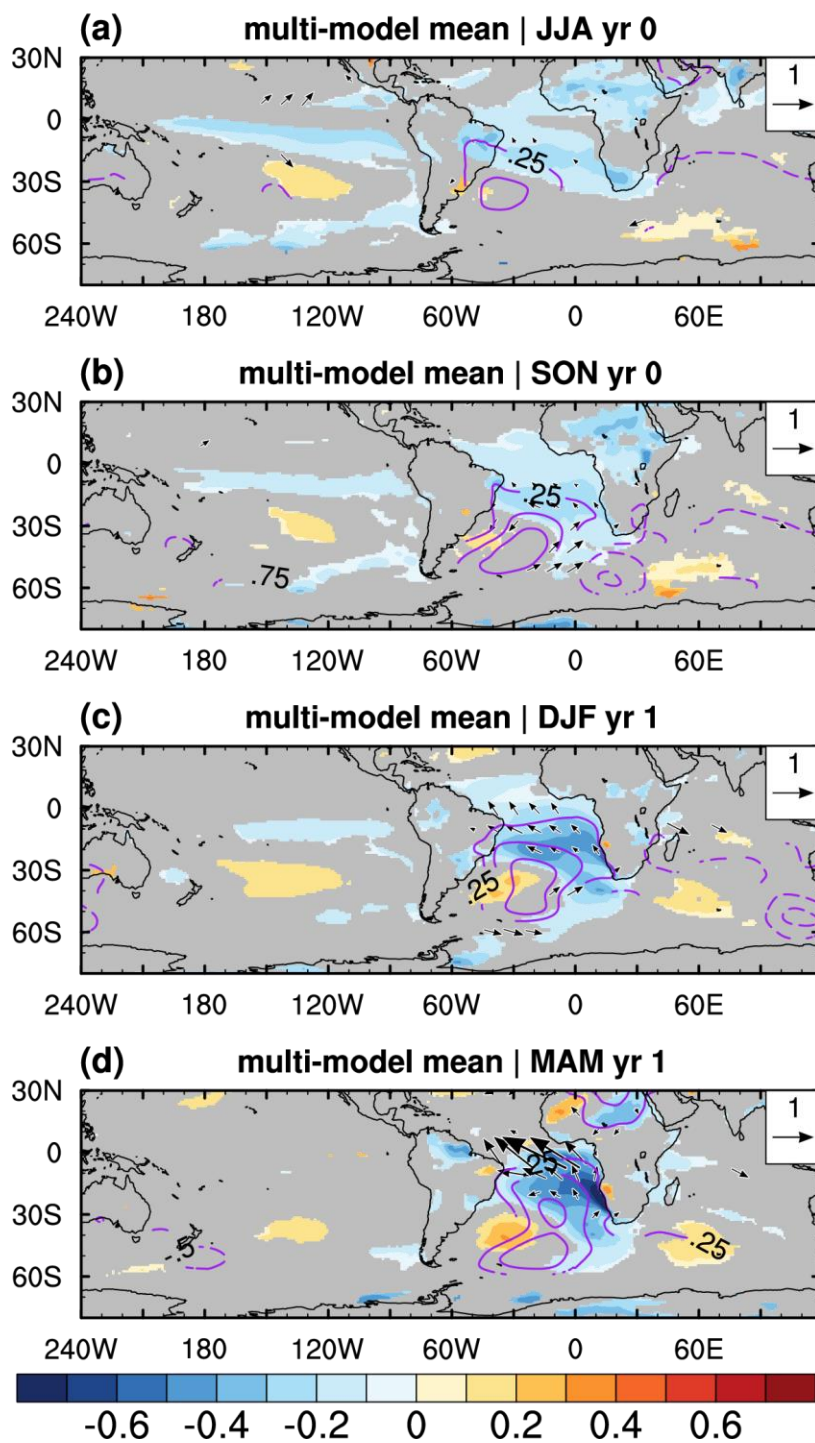 (a) multi-model mean | JJA yr 0
30N
1
0
.25
30S
60S
240W 180 120W 60W 0 60E
(b) multi-model mean | SON yr 0
30N
1
0
.25
30S
.75
60S
240W 180 120W 60W 0 60E
(c) multi-model mean | DJF yr 1
30N
1
0
30S
.25
60S
240W 180 120W 60W 0 60E
(d) multi-model mean | MAM yr 1
30N
1
0
.25
30S
-.5
.25
60S
240W 180 120W 60W 0 60E
-0.6 -0.4 -0.2 0 0.2 0.4 0.6